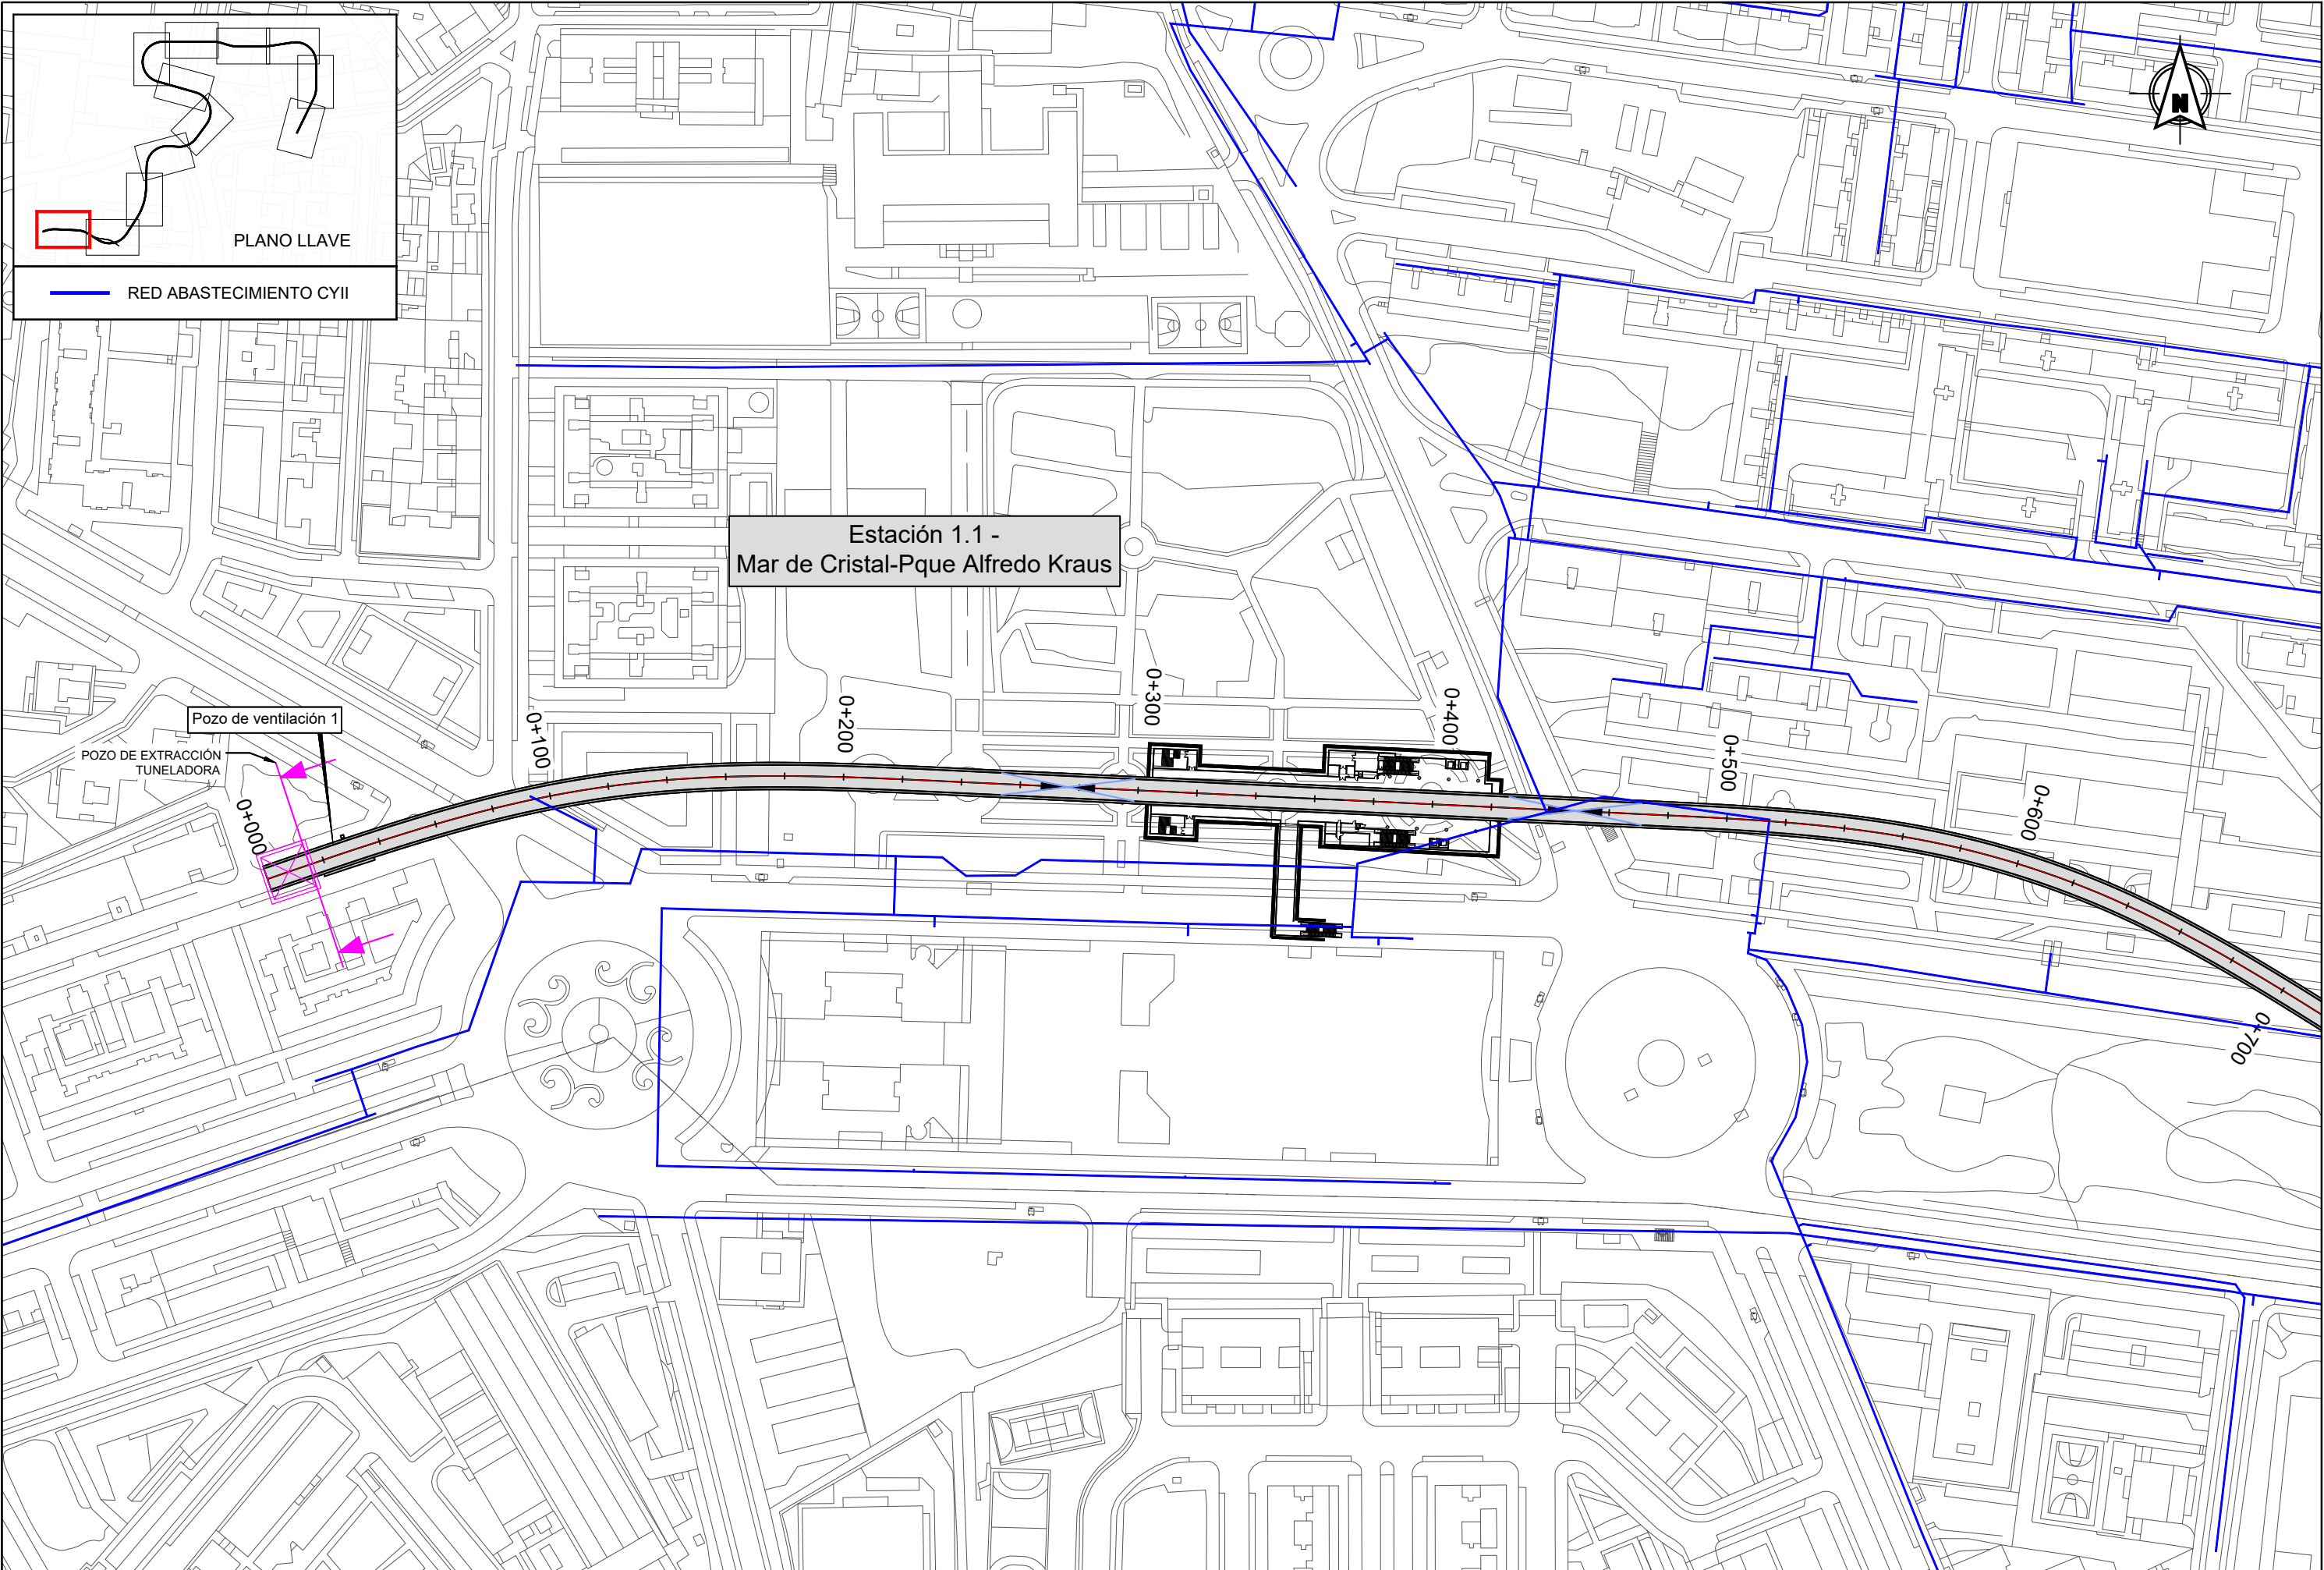 N
PLANO LLAVE
RED ABASTECIMIENTO CYII
Estación 1.1 -
Mar de Cristal-Pque Alfredo Kraus
Pozo de ventilación 1
POZO DE EXTRACCIÓN
TUNELADORA
0+000
0+100
0+200
0+300
0+400
0+500
0+600
0+700